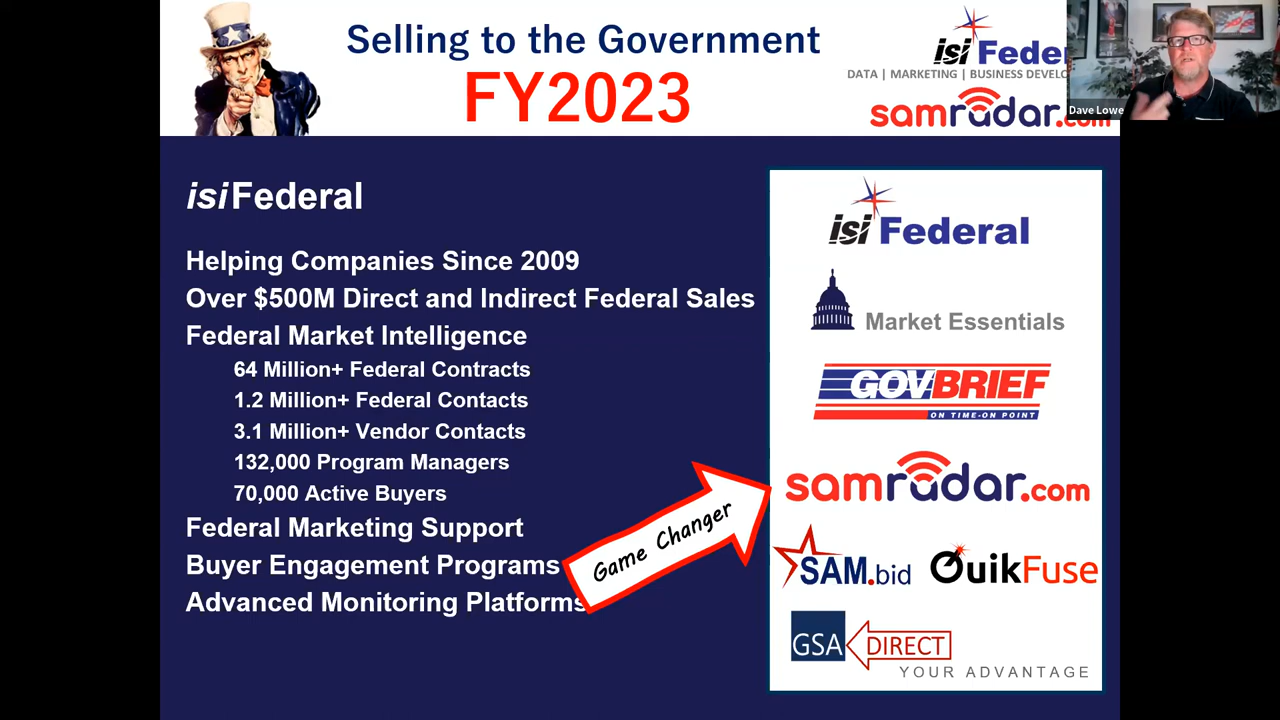 Selling to the Government
FY2023
isi Feder
DATA | MARKETING | BUSINESS DEVELO
samradar.com
Dave Lowe
isiFederal
Helping Companies Since 2009
Over $500M Direct and Indirect Federal Sales
Federal Market Intelligence
64 Million+ Federal Contracts
1.2 Million+ Federal Contacts
3.1 Million+ Vendor Contacts
132,000 Program Managers
70,000 Active Buyers
Federal Marketing Support
Buyer Engagement Programs
Advanced Monitoring Platforms
Game Changer
isi Federal
Market Essentials
GOVBRIEF
ON TIME-ON POINT
samradar.com
SAM.bid
QuikFuse
GSA DIRECT
YOUR ADVANTAGE